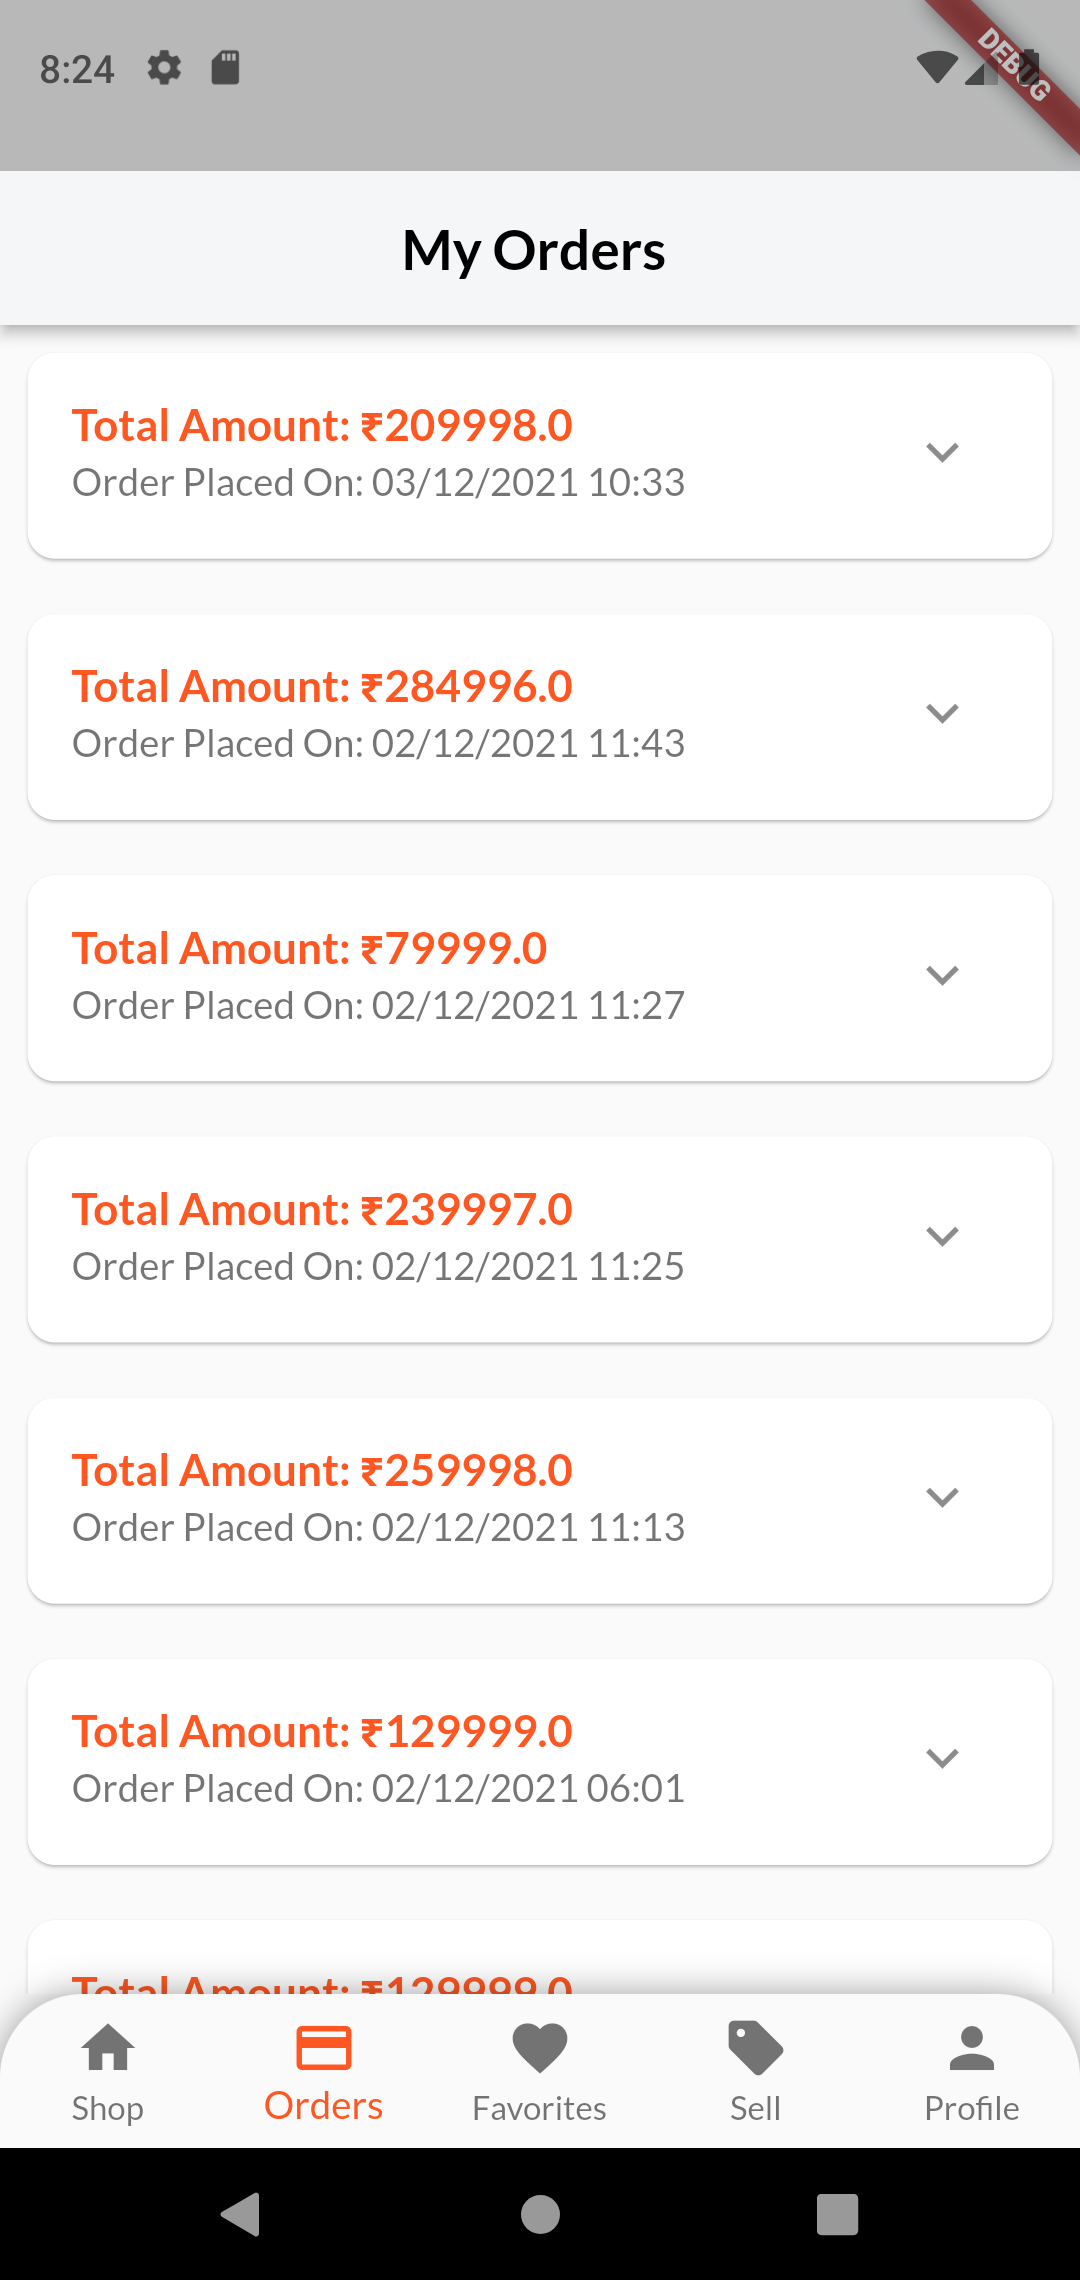 8:24
DEBUG
My Orders
Total Amount: ₹209998.0
Order Placed On: 03/12/2021 10:33
Total Amount: ₹284996.0
Order Placed On: 02/12/2021 11:43
Total Amount: ₹79999.0
Order Placed On: 02/12/2021 11:27
Total Amount: ₹239997.0
Order Placed On: 02/12/2021 11:25
Total Amount: ₹259998.0
Order Placed On: 02/12/2021 11:13
Total Amount: ₹129999.0
Order Placed On: 02/12/2021 06:01
Total Amount: ₹129999.0
Shop
Orders
Favorites
Sell
Profile